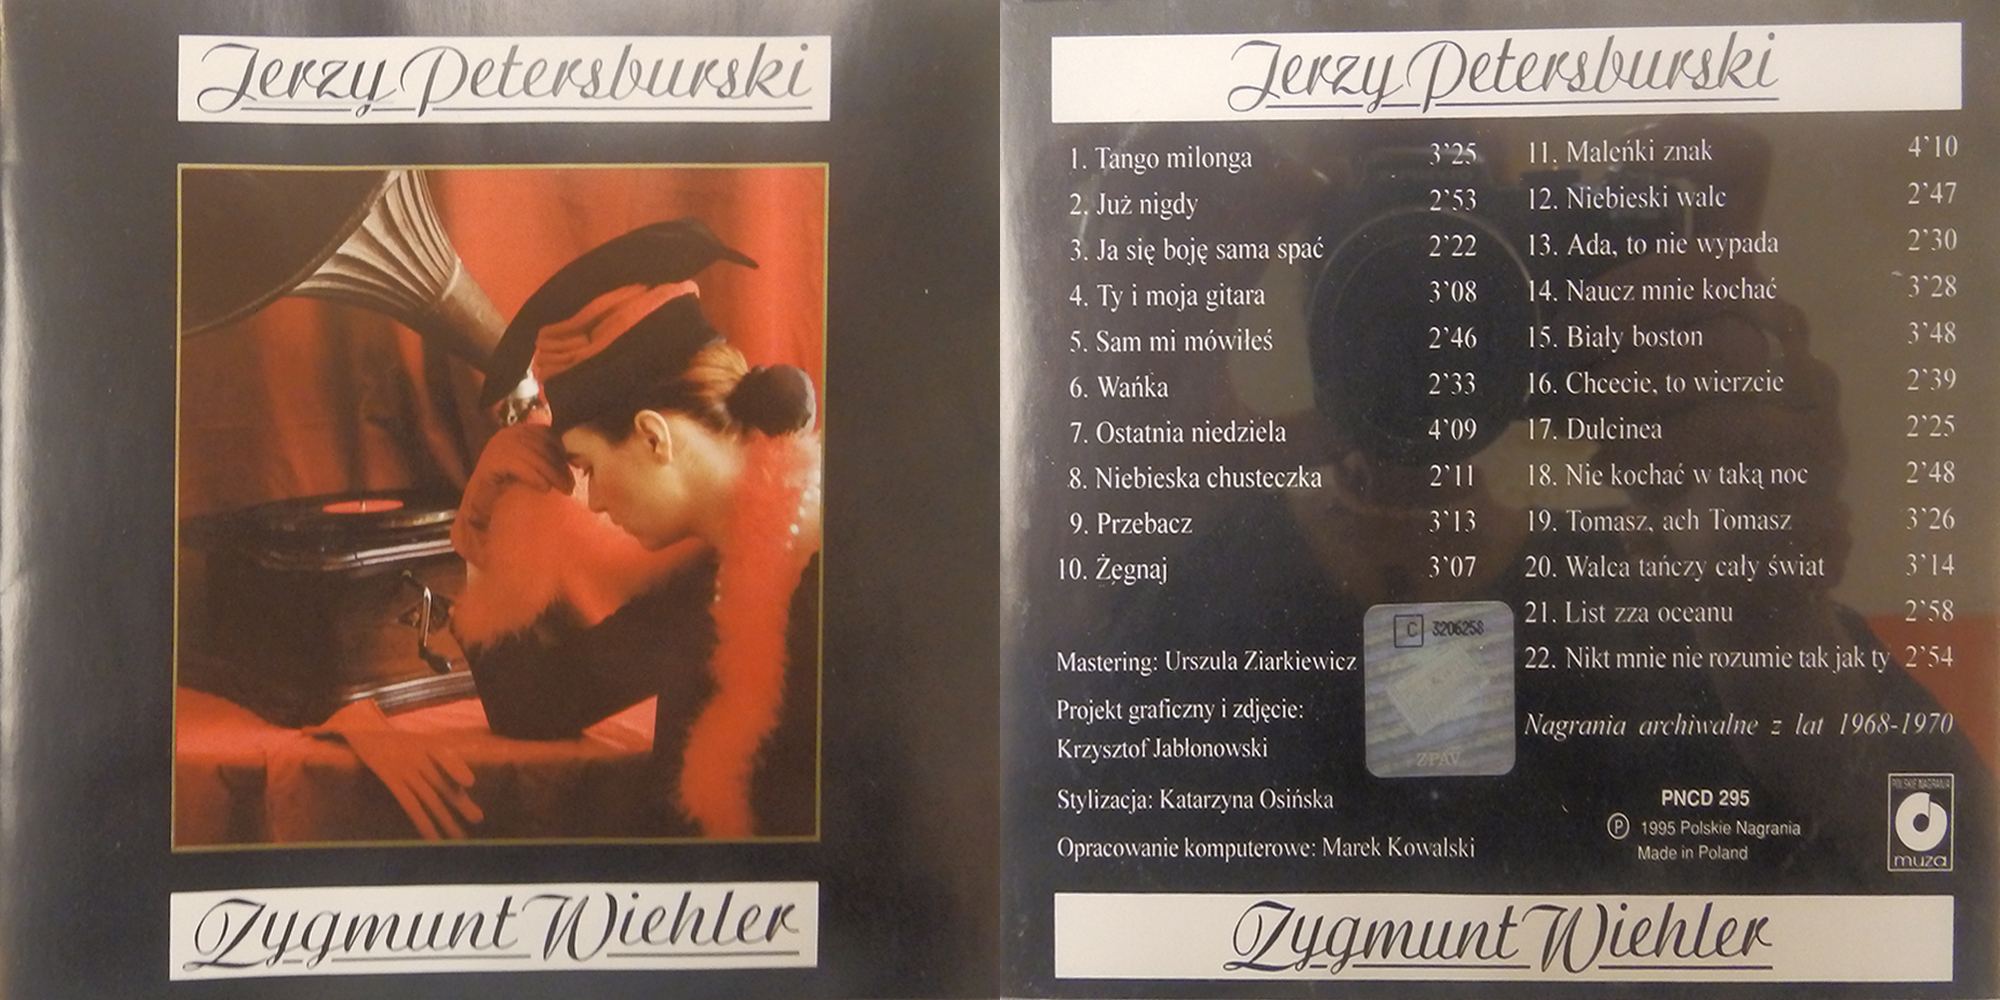 Jerzy Petersburski
Zygmunt Wiehler
Jerzy Petersburski
1. Tango milonga 3'25
2. Już nigdy 2'53
3. Ja się boję sama spać 2'22
4. Ty i moja gitara 3'08
5. Sam mi mówiłeś 2'46
6. Wańka 2'33
7. Ostatnia niedziela 4'09
8. Niebieska chusteczka 2'11
9. Przebacz 3'13
10. Żegnaj 3'07
11. Maleńki znak 4'10
12. Niebieski walc 2'47
13. Ada, to nie wypada 2'30
14. Naucz mnie kochać 3'28
15. Biały boston 3'48
16. Chcecie, to wierzcie 2'39
17. Dulcinea 2'25
18. Nie kochać w taką noc 2'48
19. Tomasz, ach Tomasz 3'26
20. Walca tańczy cały świat 3'14
21. List zza oceanu 2'58
22. Nikt mnie nie rozumie tak jak ty 2'54
Mastering: Urszula Ziarkiewicz
Projekt graficzny i zdjęcie:
Krzysztof Jabłonowski
Stylizacja: Katarzyna Osińska
Opracowanie komputerowe: Marek Kowalski
C 3206258
ZPAV
Nagrania archiwalne z lat 1968-1970
PNCD 295
Ⓟ 1995 Polskie Nagrania
Made in Poland
POLSKIE NAGRANIA
muza
Zygmunt Wiehler